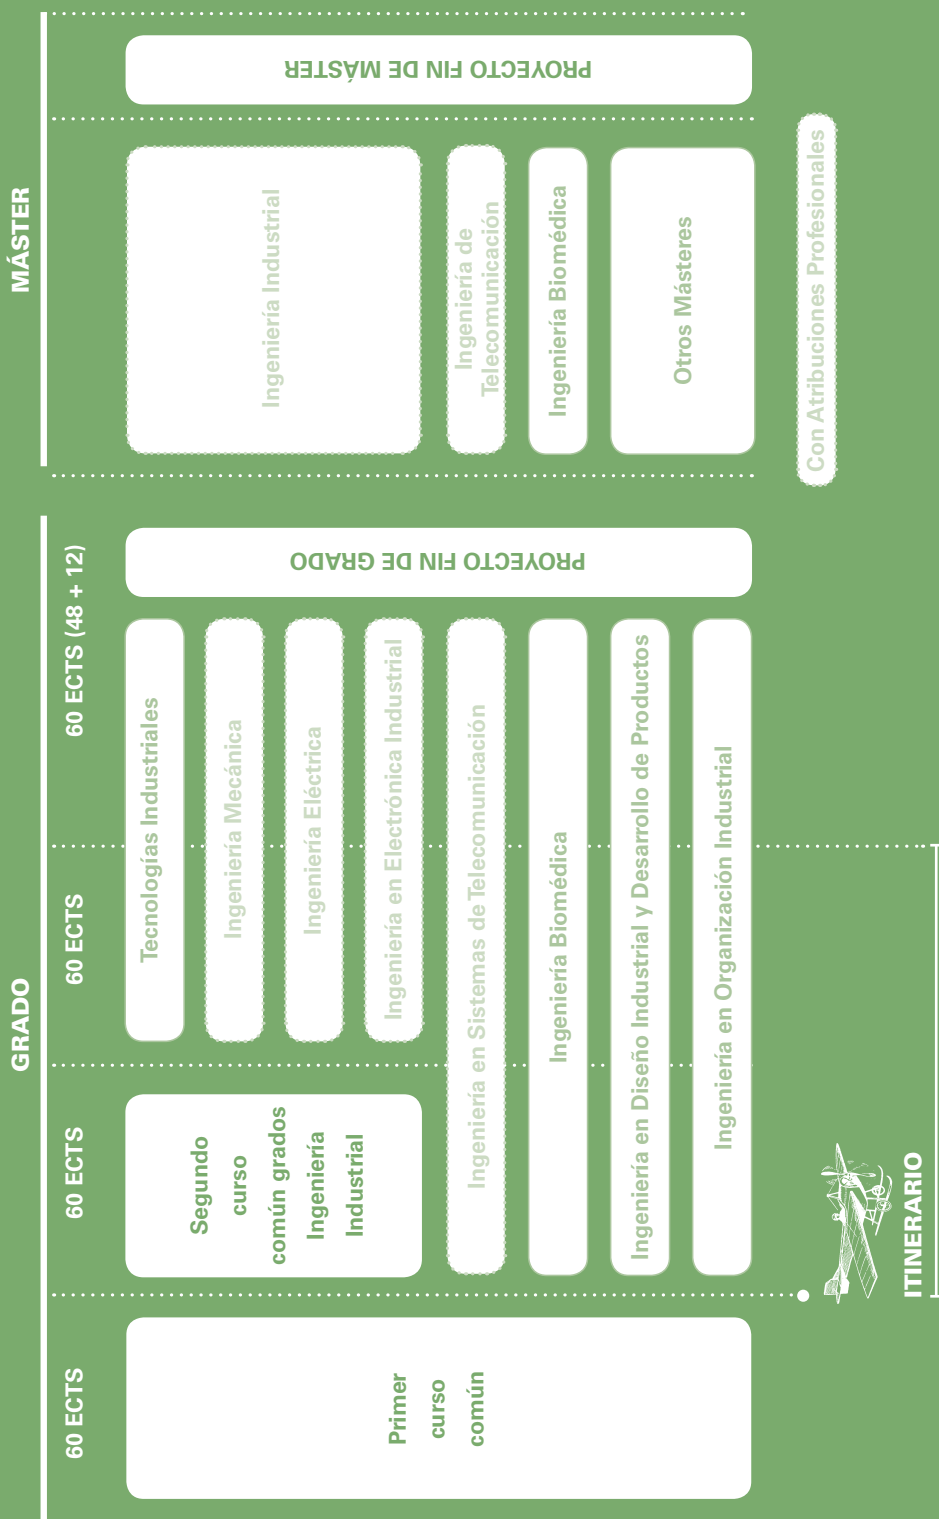 GRADO
MÁSTER
60 ECTS
60 ECTS
60 ECTS
60 ECTS (48 + 12)
Primer
curso
común
Segundo
curso
común grados
Ingeniería
Industrial
Tecnologías Industriales
Ingeniería Mecánica
Ingeniería Eléctrica
Ingeniería en Electrónica Industrial
Ingeniería en Sistemas de Telecomunicación
Ingeniería Biomédica
Ingeniería en Diseño Industrial y Desarrollo de Productos
Ingeniería en Organización Industrial
PROYECTO FIN DE GRADO
Ingeniería Industrial
Ingeniería de
Telecomunicación
Ingeniería Biomédica
Otros Másteres
PROYECTO DE FIN MÁSTER
Con Atribuciones Profesionales
ITINERARIO